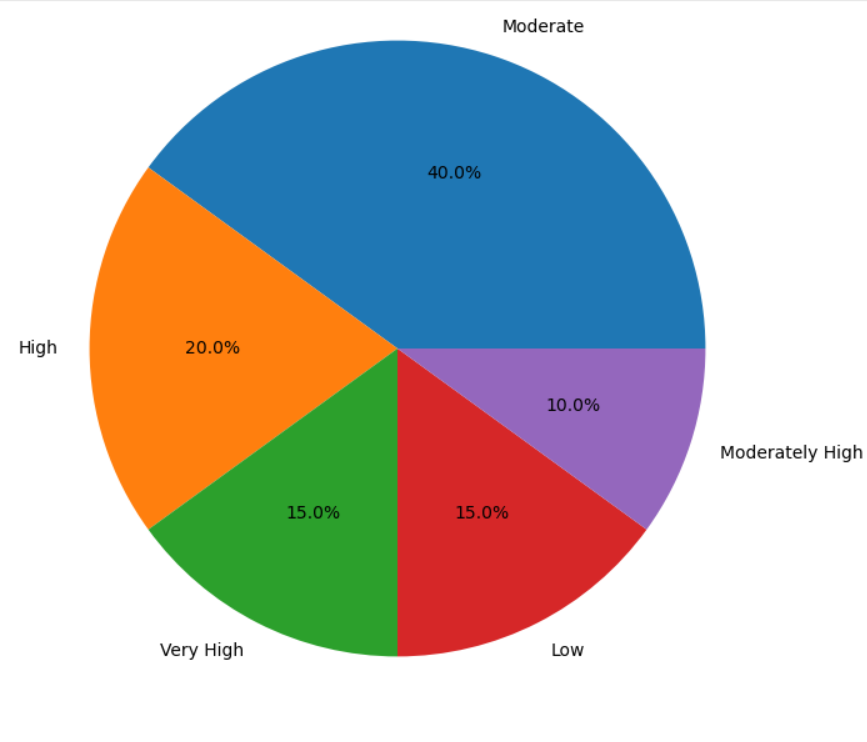 Moderate
40.0%
High
20.0%
10.0%
Moderately High
15.0%
15.0%
Very High
Low